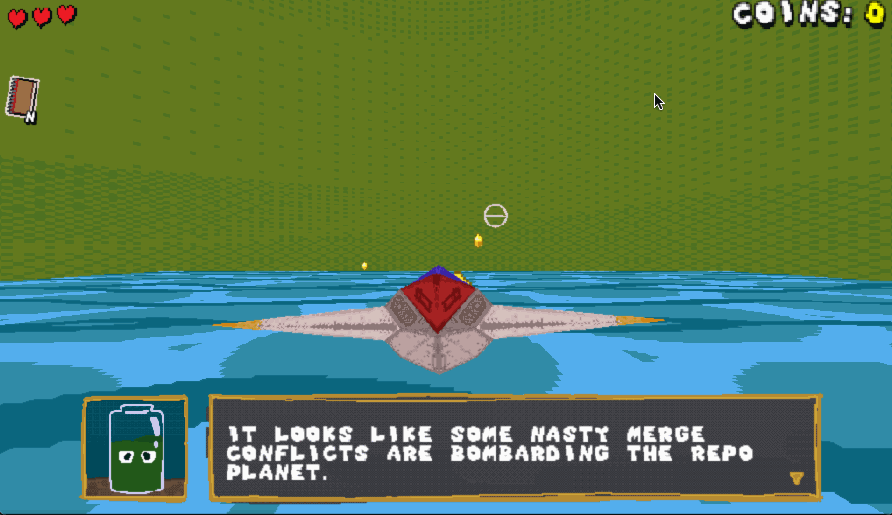 COINS: 0
N
IT LOOKS LIKE SOME NASTY MERGE
CONFLICTS ARE BOMBARDING THE REPO
PLANET.